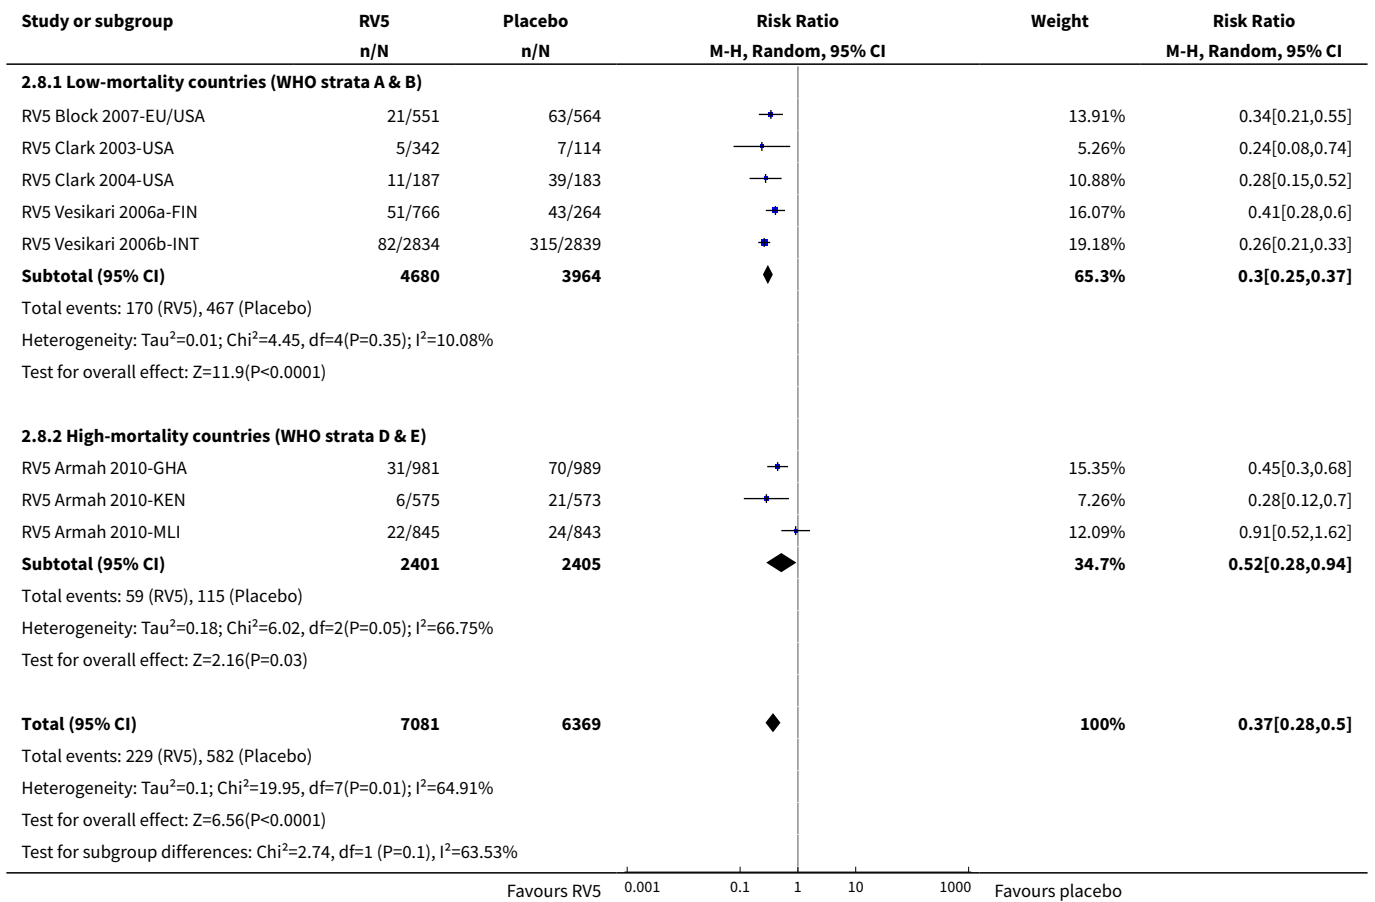 Study or subgroup RV5 Placebo Risk Ratio Weight Risk Ratio
n/N n/N M-H, Random, 95% CI M-H, Random, 95% CI
2.8.1 Low-mortality countries (WHO strata A & B)
RV5 Block 2007-EU/USA 21/551 63/564 13.91% 0.34[0.21,0.55]
RV5 Clark 2003-USA 5/342 7/114 5.26% 0.24[0.08,0.74]
RV5 Clark 2004-USA 11/187 39/183 10.88% 0.28[0.15,0.52]
RV5 Vesikari 2006a-FIN 51/766 43/264 16.07% 0.41[0.28,0.6]
RV5 Vesikari 2006b-INT 82/2834 315/2839 19.18% 0.26[0.21,0.33]
Subtotal (95% CI) 4680 3964 65.3% 0.3[0.25,0.37]
Total events: 170 (RV5), 467 (Placebo)
Heterogeneity: Tau²=0.01; Chi²=4.45, df=4(P=0.35); I²=10.08%
Test for overall effect: Z=11.9(P<0.0001)
2.8.2 High-mortality countries (WHO strata D & E)
RV5 Armah 2010-GHA 31/981 70/989 15.35% 0.45[0.3,0.68]
RV5 Armah 2010-KEN 6/575 21/573 7.26% 0.28[0.12,0.7]
RV5 Armah 2010-MLI 22/845 24/843 12.09% 0.91[0.52,1.62]
Subtotal (95% CI) 2401 2405 34.7% 0.52[0.28,0.94]
Total events: 59 (RV5), 115 (Placebo)
Heterogeneity: Tau²=0.18; Chi²=6.02, df=2(P=0.05); I²=66.75%
Test for overall effect: Z=2.16(P=0.03)
Total (95% CI) 7081 6369 100% 0.37[0.28,0.5]
Total events: 229 (RV5), 582 (Placebo)
Heterogeneity: Tau²=0.1; Chi²=19.95, df=7(P=0.01); I²=64.91%
Test for overall effect: Z=6.56(P<0.0001)
Test for subgroup differences: Chi²=2.74, df=1 (P=0.1), I²=63.53%
Favours RV5 0.001 0.1 1 10 1000 Favours placebo